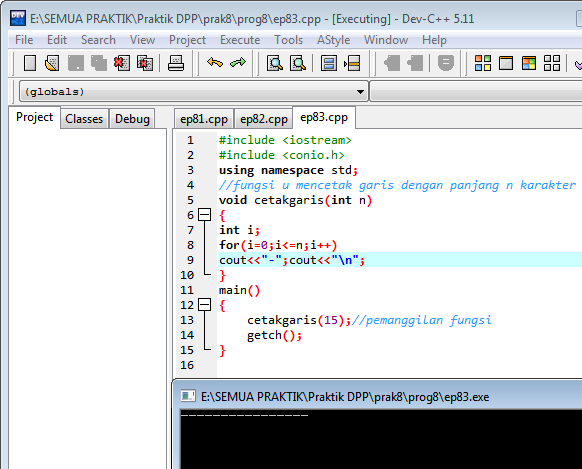 E:\SEMUA PRAKTIK\Praktik DPP\prak8\prog8\ep83.cpp - [Executing] - Dev-C++ 5.11
File Edit Search View Project Execute Tools AStyle Window Help
(globals)
Project Classes Debug
ep81.cpp ep82.cpp ep83.cpp
1 #include <iostream>
2 #include <conio.h>
3 using namespace std;
4 //fungsi u mencetak garis dengan panjang n karakter
5 void cetakgaris(int n)
6 {
7 int i;
8 for(i=0;i<=n;i++)
9 cout<<"-";cout<<"\n";
10 }
11 main()
12 {
13 cetakgaris(15);//pemanggilan fungsi
14 getch();
15 }
16
E:\SEMUA PRAKTIK\Praktik DPP\prak8\prog8\ep83.exe
----------------